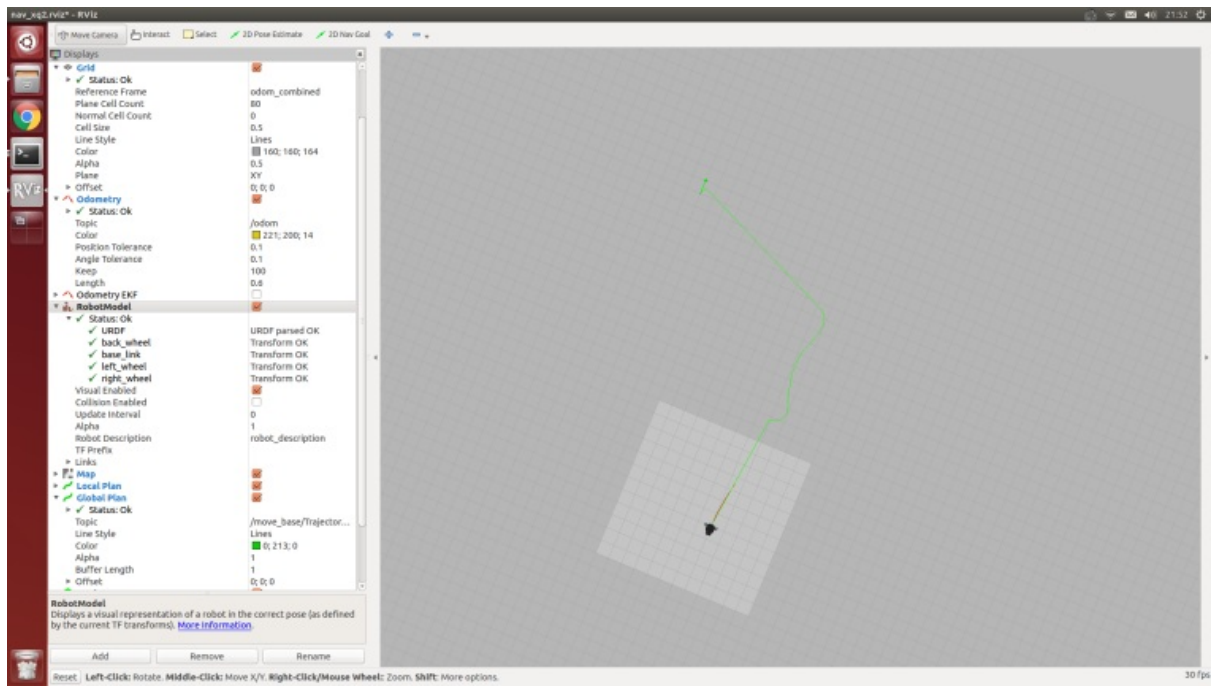 nav_xq2.rviz* - RViz
21:52
Move Camera Interact Select 2D Pose Estimate 2D Nav Goal
Displays
Grid
Status: Ok
Reference Frame odom_combined
Plane Cell Count 80
Normal Cell Count 0
Cell Size 0.5
Line Style Lines
Color 160; 160; 164
Alpha 0.5
Plane XY
Offset 0; 0; 0
Odometry
Status: Ok
Topic /odom
Color 221; 200; 14
Position Tolerance 0.1
Angle Tolerance 0.1
Keep 100
Length 0.6
Odometry EKF
RobotModel
Status: Ok
URDF URDF parsed OK
back_wheel Transform OK
base_link Transform OK
left_wheel Transform OK
right_wheel Transform OK
Visual Enabled
Collision Enabled
Update Interval 0
Alpha 1
Robot Description robot_description
TF Prefix
Links
Map
Local Plan
Global Plan
Status: Ok
Topic /move_base/Trajector...
Line Style Lines
Color 0; 213; 0
Alpha 1
Buffer Length 1
Offset 0; 0; 0
RobotModel
Displays a visual representation of a robot in the correct pose (as defined
by the current TF transforms). More Information.
Add Remove Rename
Reset Left-Click: Rotate. Middle-Click: Move X/Y. Right-Click/Mouse Wheel: Zoom. Shift: More options.
30 fps
RViz